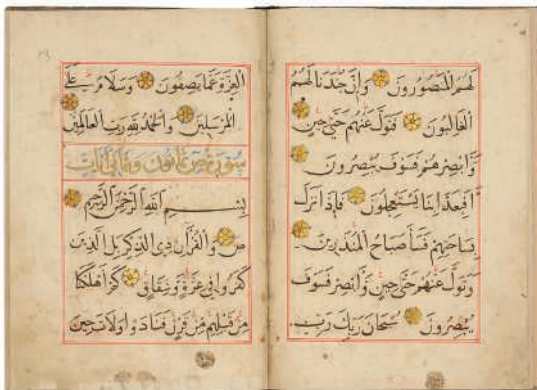 لهم المنصورون وإن جندنا لهم
الغالبون فتول عنهم حتى حين
وأبصرهم فسوف يبصرون
أفبعذابنا يستعجلون فإذا نزل
بساحتهم فساء صباح المنذرين
وتول عنهم حتى حين وأبصر فسوف
يبصرون سبحان ربك رب
العزة عما يصفون وسلام على
المرسلين والحمد لله رب العالمين
سورة ص ثمانون وثماني آيات
بسم الله الرحمن الرحيم
ص والقرآن ذي الذكر بل الذين
كفروا في عزة وشقاق كم أهلكنا
من قبلهم من قرن فنادوا ولات حين